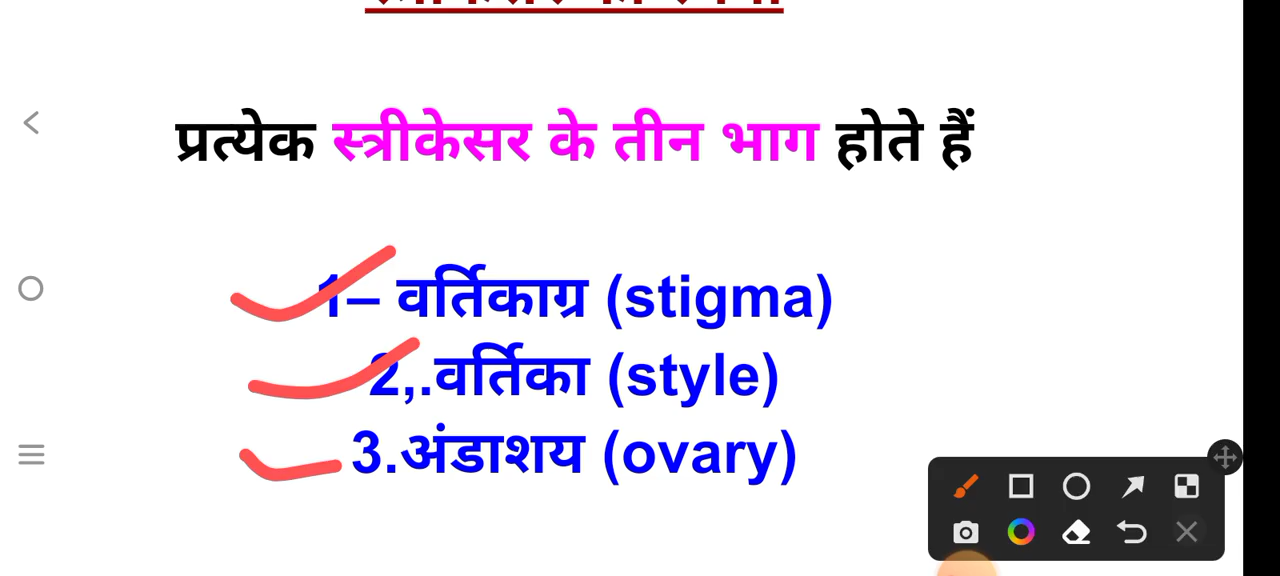 प्रत्येक स्त्रीकेसर के तीन भाग होते हैं
1– वर्तिकाग्र (stigma)
2,.वर्तिका (style)
3.अंडाशय (ovary)